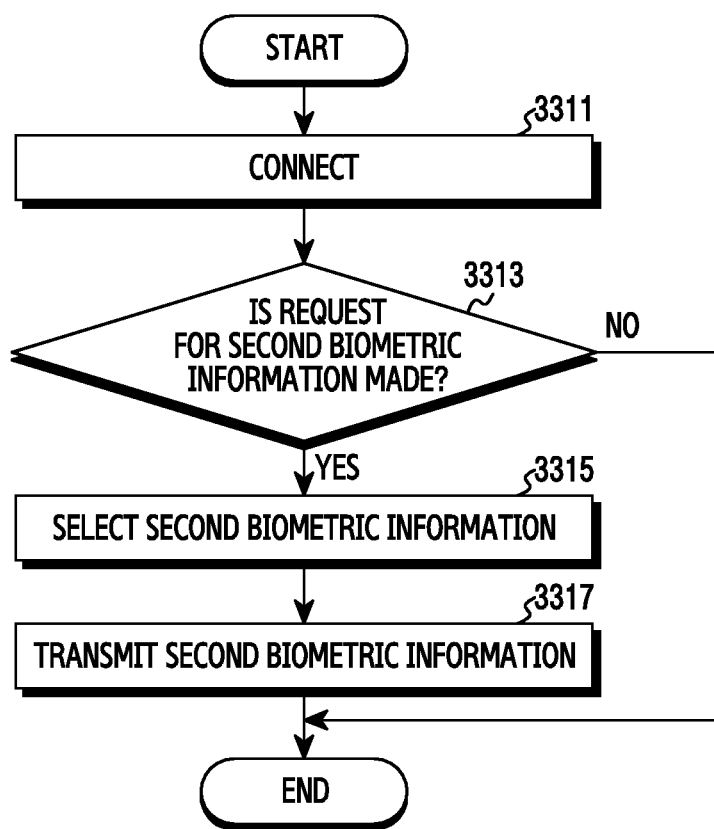 START
3311
CONNECT
3313
IS REQUEST
FOR SECOND BIOMETRIC
INFORMATION MADE?
NO
YES
3315
SELECT SECOND BIOMETRIC INFORMATION
3317
TRANSMIT SECOND BIOMETRIC INFORMATION
END